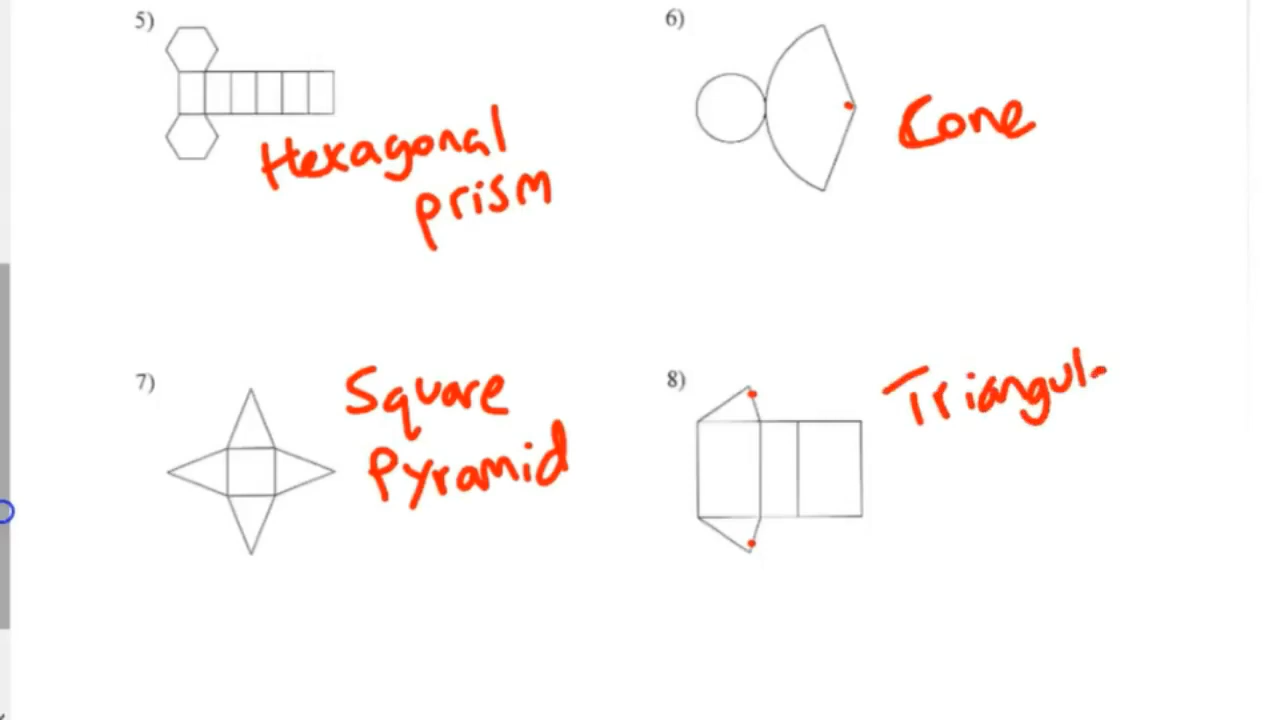 5)
Hexagonal
prism
6)
Cone
7)
Square
Pyramid
8)
Triangul